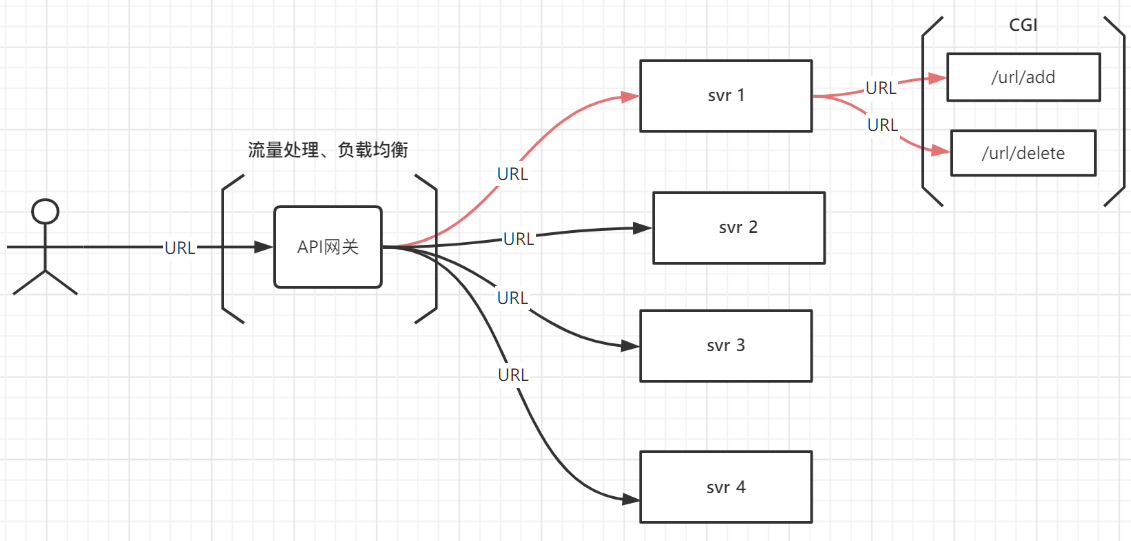 CGI
/url/add
svr 1
URL
URL
/url/delete
流量处理、负载均衡
URL
URL
API网关
URL
svr 2
URL
svr 3
URL
svr 4